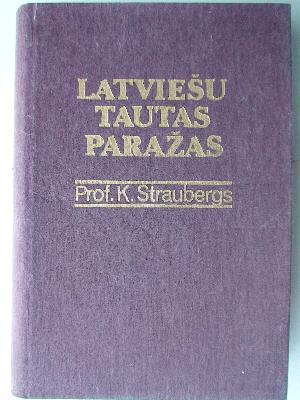 LATVIEŠU
TAUTAS
PARAŽAS
Prof. K. Straubergs